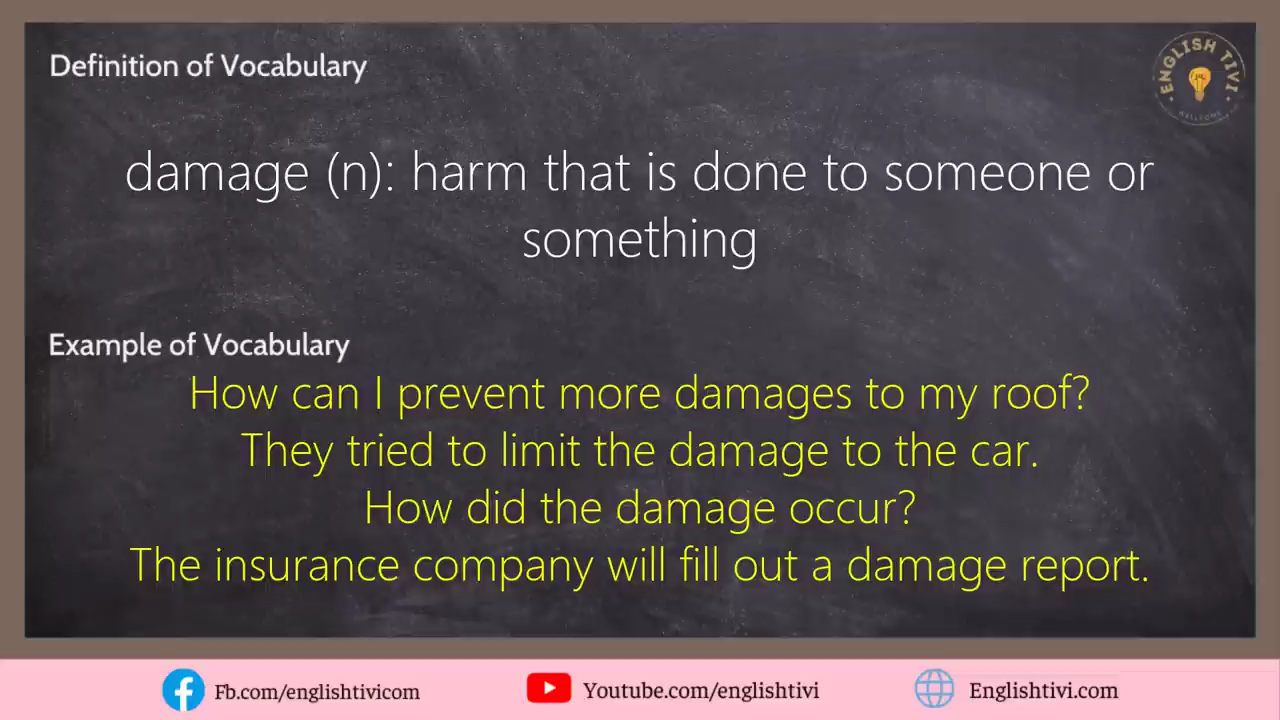 Definition of Vocabulary
ENGLISH TIVI
WELCOME
damage (n): harm that is done to someone or
something
Example of Vocabulary
How can I prevent more damages to my roof?
They tried to limit the damage to the car.
How did the damage occur?
The insurance company will fill out a damage report.
Fb.com/englishtivicom
Youtube.com/englishtivi
Englishtivi.com